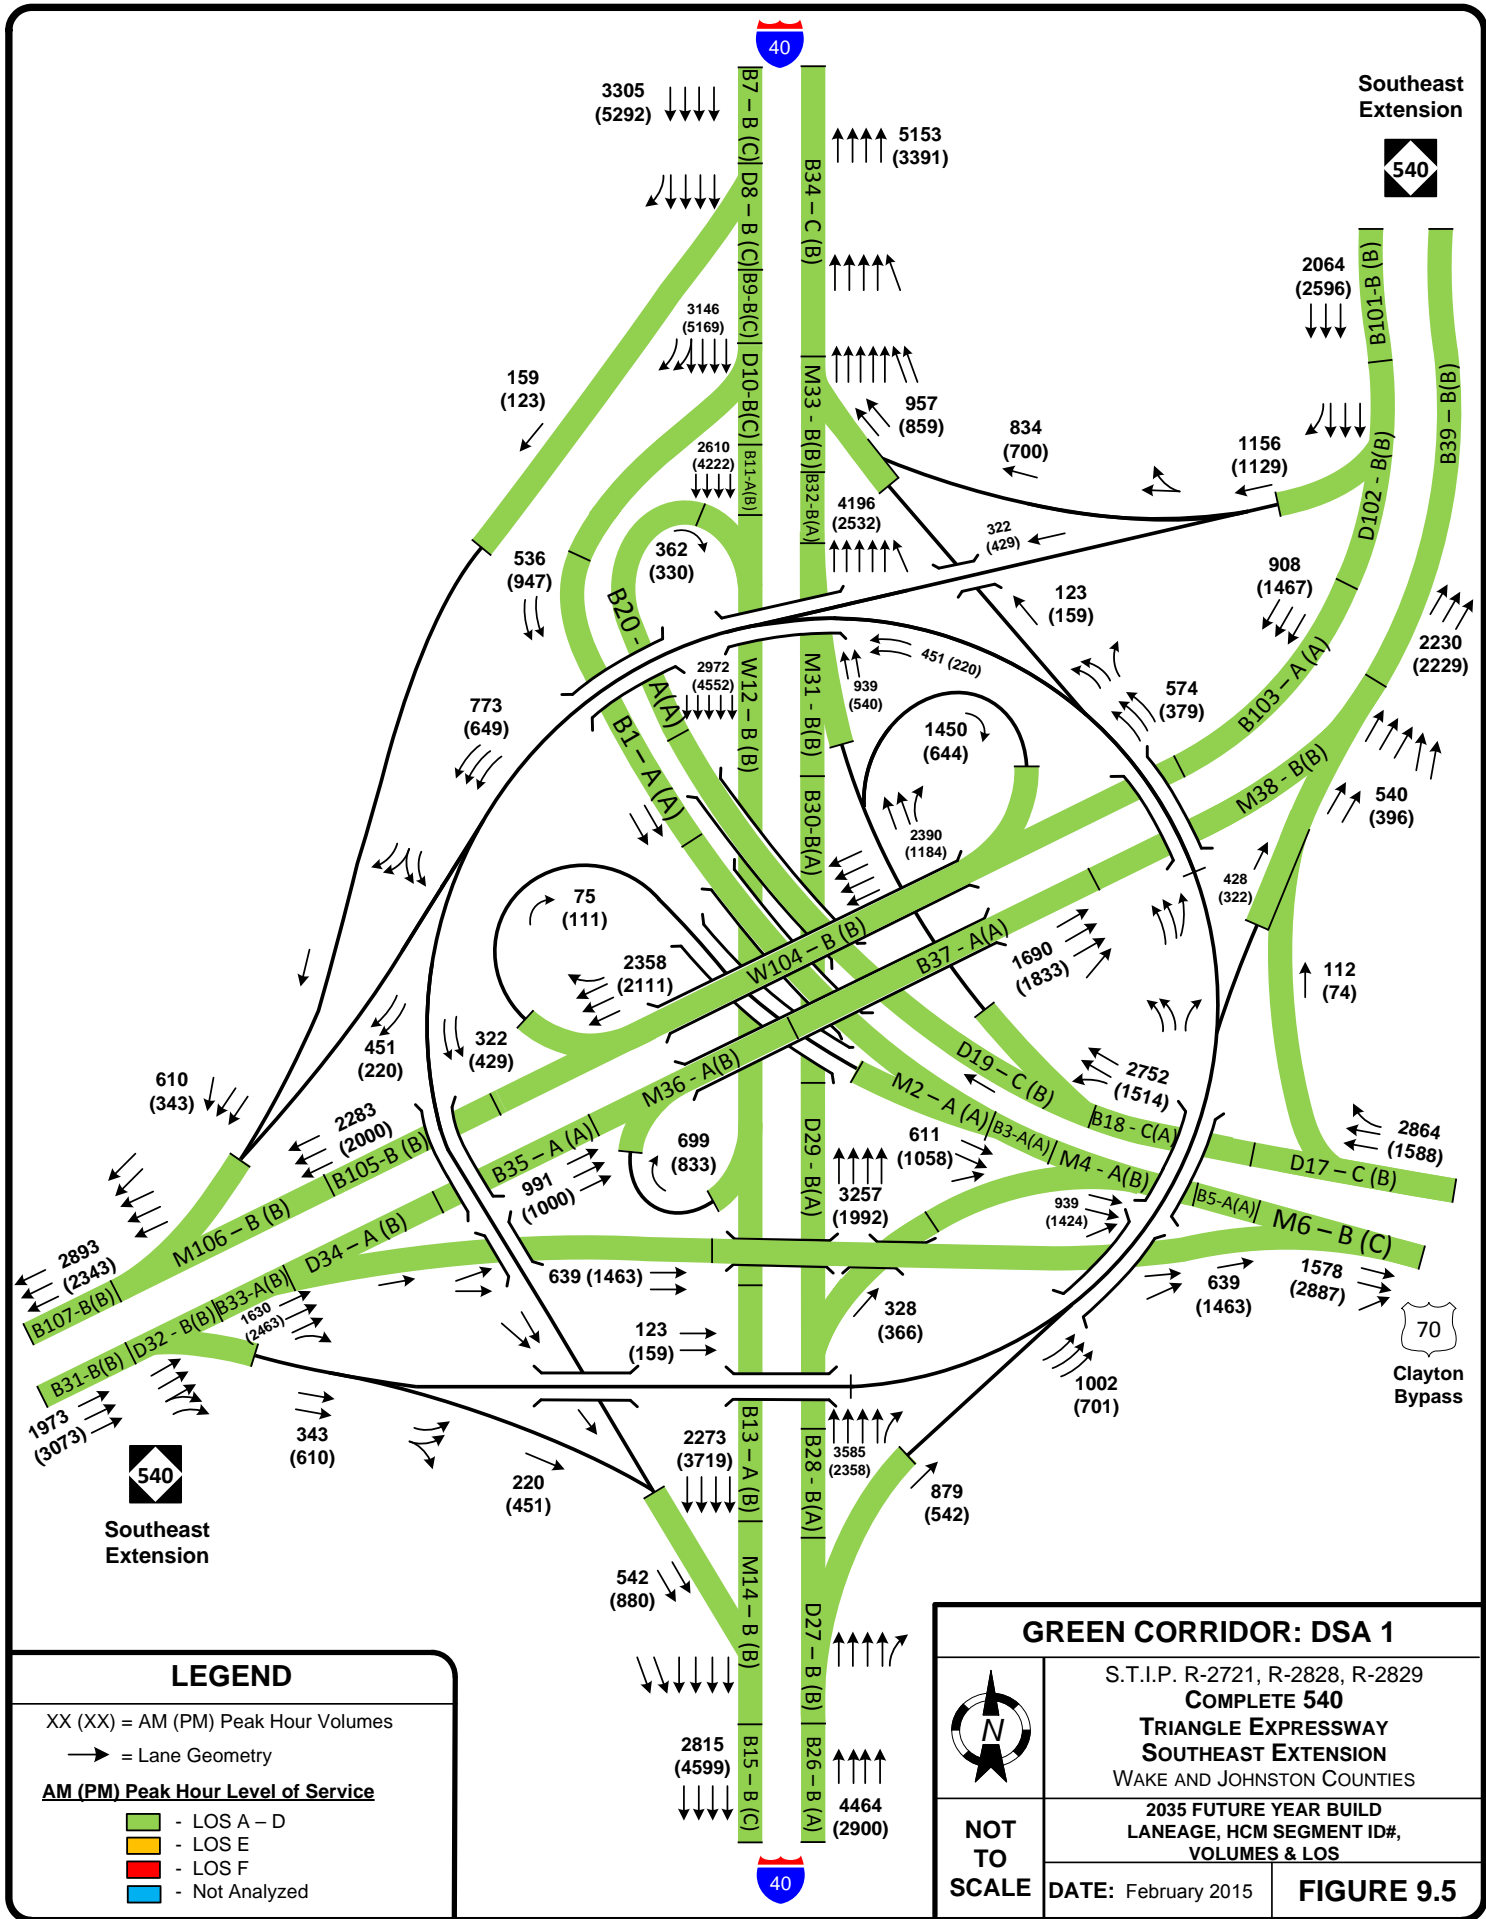 40
3305
(5292)
B7 – B (C)
5153
(3391)
Southeast
Extension
540
D8 – B (C)
B34 – C (B)
2064
(2596)
B101-B (B)
B9-B(C)
3146
(5169)
D10-B(C)
159
(123)
M33 - B(B)
957
(859)
834
(700)
1156
(1129)
B39 – B(B)
D102 - B(B)
2610
(4222)
B11-A(B)
B32-B(A)
4196
(2532)
322
(429)
362
(330)
536
(947)
908
(1467)
123
(159)
B20 - A(A)
2230
(2229)
2972
(4552)
W12 – B (B)
M31 - B(B)
939
(540)
451 (220)
574
(379)
B103 – A (A)
773
(649)
B1 – A (A)
1450
(644)
M38 - B(B)
540
(396)
B30-B(A)
2390
(1184)
428
(322)
75
(111)
W104 – B (B)
B37 - A(A)
2358
(2111)
1690
(1833)
112
(74)
451
(220)
322
(429)
M36 - A(B)
D19 – C (B)
2752
(1514)
610
(343)
M2 – A (A)
B18 - C(A)
2283
(2000)
B105-B (B)
B35 – A (A)
699
(833)
D29 - B(A)
611
(1058)
B3-A(A)
M4 - A(B)
2864
(1588)
D17 – C (B)
991
(1000)
3257
(1992)
939
(1424)
B5-A(A)
M6 – B (C)
M106 – B (B)
D34 – A (B)
2893
(2343)
639 (1463)
639
(1463)
1578
(2887)
B107-B(B)
B33-A(B)
D32 - B(B)
1630
(2463)
328
(366)
123
(159)
70
Clayton
Bypass
B31-B(B)
1973
(3073)
343
(610)
1002
(701)
540
Southeast
Extension
220
(451)
2273
(3719)
B13 – A (B)
B28 - B(A)
3585
(2358)
879
(542)
542
(880)
M14 – B (B)
D27 – B (B)
2815
(4599)
B15 – B (C)
B26 – B (A)
4464
(2900)
40
LEGEND
XX (XX) = AM (PM) Peak Hour Volumes
= Lane Geometry
AM (PM) Peak Hour Level of Service
- LOS A – D
- LOS E
- LOS F
- Not Analyzed
GREEN CORRIDOR: DSA 1
N
S.T.I.P. R-2721, R-2828, R-2829
COMPLETE 540
TRIANGLE EXPRESSWAY
SOUTHEAST EXTENSION
WAKE AND JOHNSTON COUNTIES
NOT
TO
SCALE
2035 FUTURE YEAR BUILD
LANEAGE, HCM SEGMENT ID#,
VOLUMES & LOS
DATE: February 2015
FIGURE 9.5